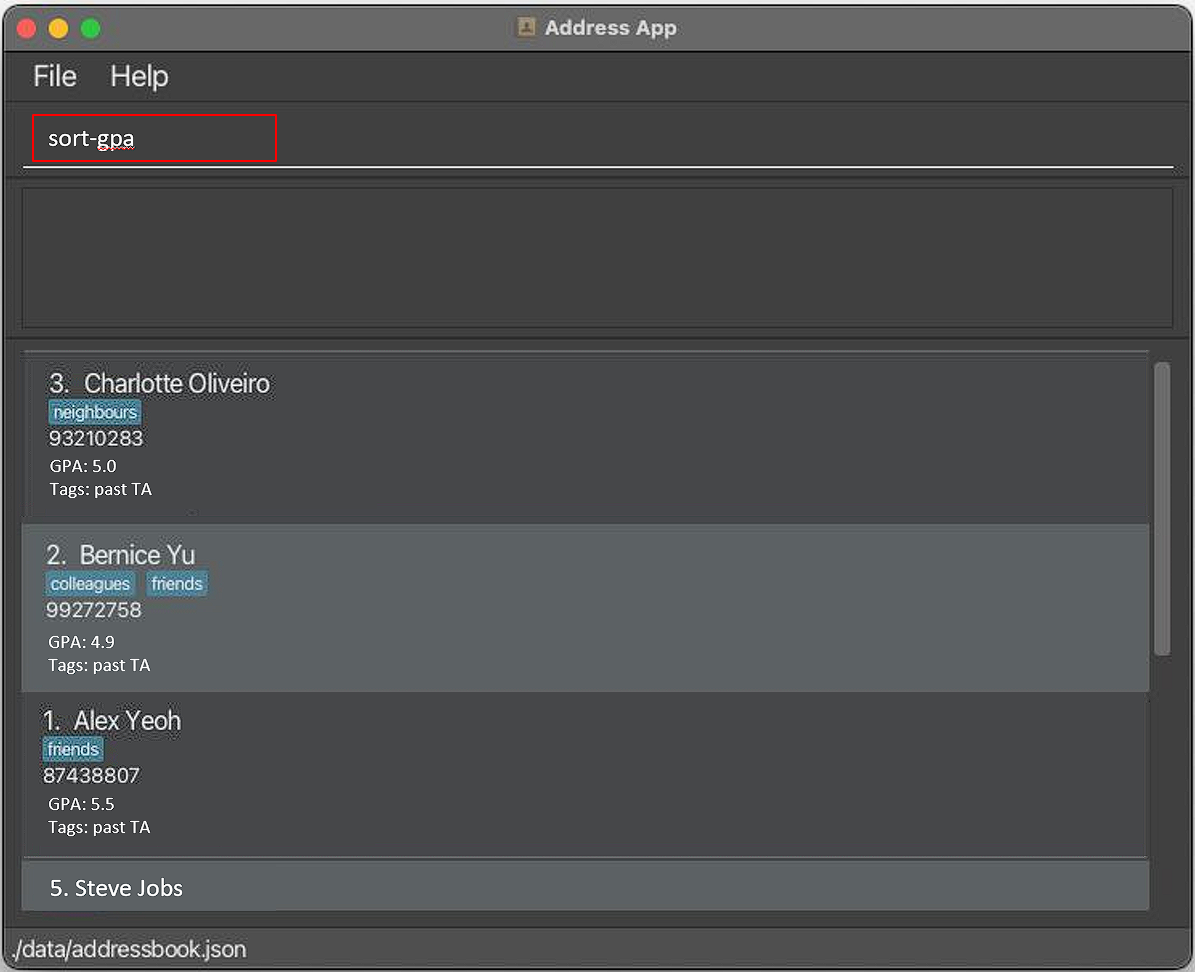 Address App
File Help
sort-gpa
3. Charlotte Oliveiro
neighbours
93210283
GPA: 5.0
Tags: past TA
2. Bernice Yu
colleagues friends
99272758
GPA: 4.9
Tags: past TA
1. Alex Yeoh
friends
87438807
GPA: 5.5
Tags: past TA
5. Steve Jobs
./data/addressbook.json